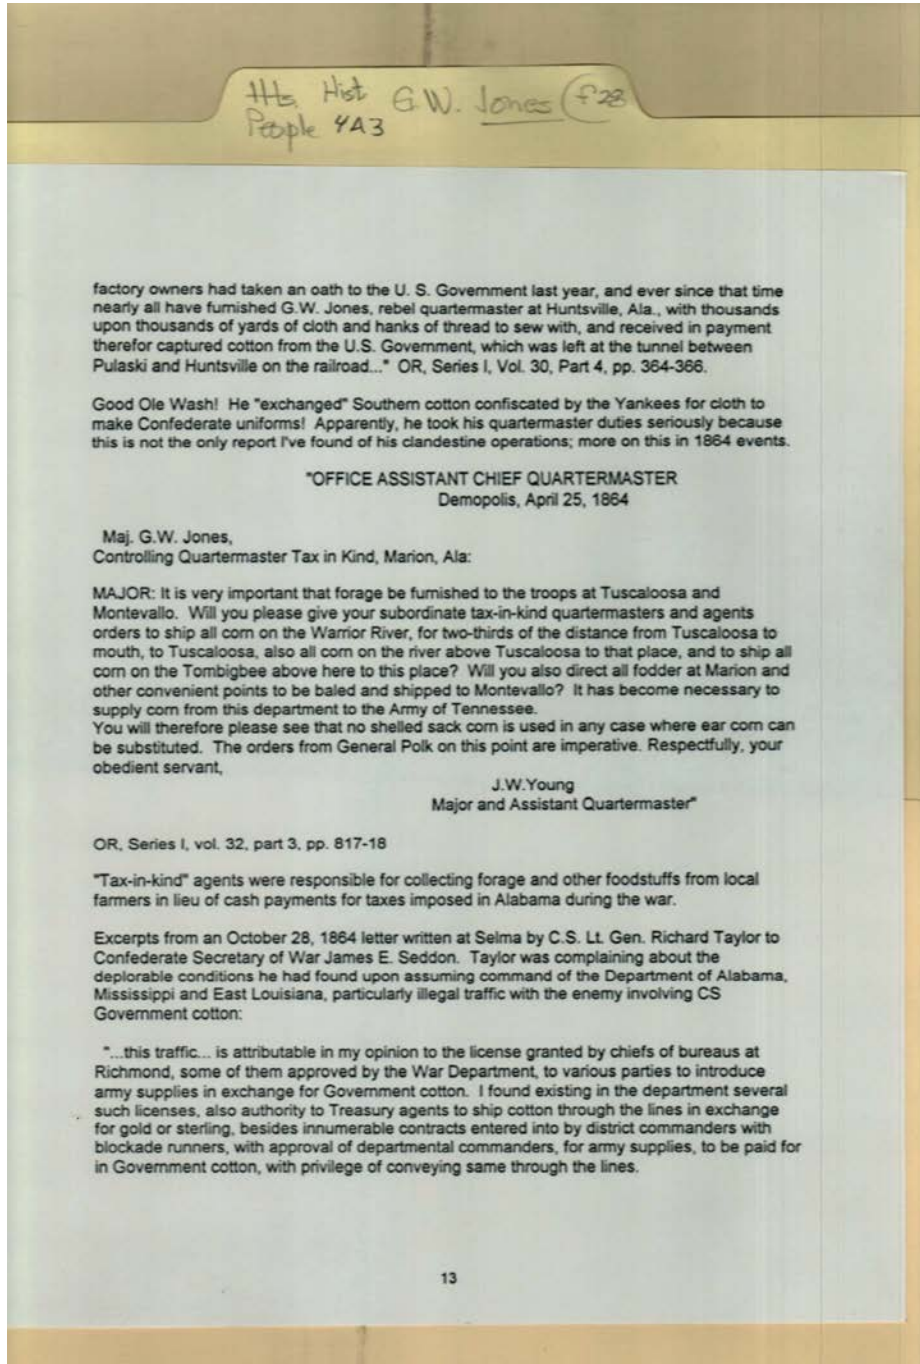 Hts. Hist G.W. Jones (f28)
People 4A3
factory owners had taken an oath to the U. S. Government last year, and ever since that time
nearly all have furnished G.W. Jones, rebel quartermaster at Huntsville, Ala., with thousands
upon thousands of yards of cloth and hanks of thread to sew with, and received in payment
therefor captured cotton from the U.S. Government, which was left at the tunnel between
Pulaski and Huntsville on the railroad..." OR, Series I, Vol. 30, Part 4, pp. 364-366.
Good Ole Wash! He "exchanged" Southern cotton confiscated by the Yankees for cloth to
make Confederate uniforms! Apparently, he took his quartermaster duties seriously because
this is not the only report I've found of his clandestine operations; more on this in 1864 events.
"OFFICE ASSISTANT CHIEF QUARTERMASTER
Demopolis, April 25, 1864
Maj. G.W. Jones,
Controlling Quartermaster Tax in Kind, Marion, Ala:
MAJOR: It is very important that forage be furnished to the troops at Tuscaloosa and
Montevallo. Will you please give your subordinate tax-in-kind quartermasters and agents
orders to ship all corn on the Warrior River, for two-thirds of the distance from Tuscaloosa to
mouth, to Tuscaloosa, also all corn on the river above Tuscaloosa to that place, and to ship all
corn on the Tombigbee above here to this place? Will you also direct all fodder at Marion and
other convenient points to be baled and shipped to Montevallo? It has become necessary to
supply corn from this department to the Army of Tennessee.
You will therefore please see that no shelled sack corn is used in any case where ear corn can
be substituted. The orders from General Polk on this point are imperative. Respectfully, your
obedient servant,
J.W.Young
Major and Assistant Quartermaster"
OR, Series I, vol. 32, part 3, pp. 817-18
"Tax-in-kind" agents were responsible for collecting forage and other foodstuffs from local
farmers in lieu of cash payments for taxes imposed in Alabama during the war.
Excerpts from an October 28, 1864 letter written at Selma by C.S. Lt. Gen. Richard Taylor to
Confederate Secretary of War James E. Seddon. Taylor was complaining about the
deplorable conditions he had found upon assuming command of the Department of Alabama,
Mississippi and East Louisiana, particularly illegal traffic with the enemy involving CS
Government cotton:
"...this traffic... is attributable in my opinion to the license granted by chiefs of bureaus at
Richmond, some of them approved by the War Department, to various parties to introduce
army supplies in exchange for Government cotton. I found existing in the department several
such licenses, also authority to Treasury agents to ship cotton through the lines in exchange
for gold or sterling, besides innumerable contracts entered into by district commanders with
blockade runners, with approval of departmental commanders, for army supplies, to be paid for
in Government cotton, with privilege of conveying same through the lines.
13